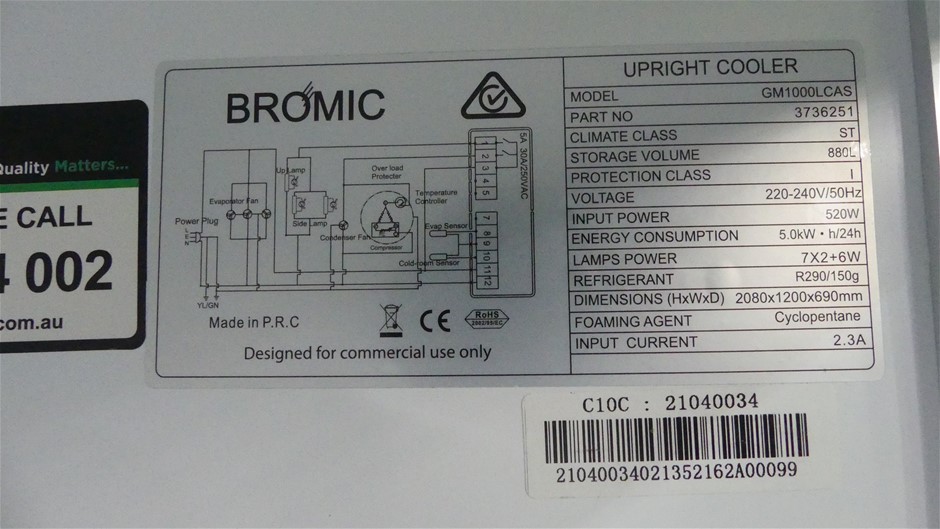 Quality Matters...
E CALL
4 002
com.au
BROMIC
5A 30A/250VAC
Up Lamp
Over load
Protecter
Temperature
Controller
Evaporator Fan
Side Lamp
Power Plug
L
E
N
Condenser Fan
Compressor
Evap Sensor
Cold-room Sensor
YL/GN
1
2
3
4
5
7
8
9
10
11
12
Made in P.R.C
CE
RoHS
2002/95/EC
Designed for commercial use only
UPRIGHT COOLER
MODEL GM1000LCAS
PART NO 3736251
CLIMATE CLASS ST
STORAGE VOLUME 880L
PROTECTION CLASS I
VOLTAGE 220-240V/50Hz
INPUT POWER 520W
ENERGY CONSUMPTION 5.0kW・h/24h
LAMPS POWER 7X2+6W
REFRIGERANT R290/150g
DIMENSIONS (HxWxD) 2080x1200x690mm
FOAMING AGENT Cyclopentane
INPUT CURRENT 2.3A
C10C : 21040034
21040034021352162A00099